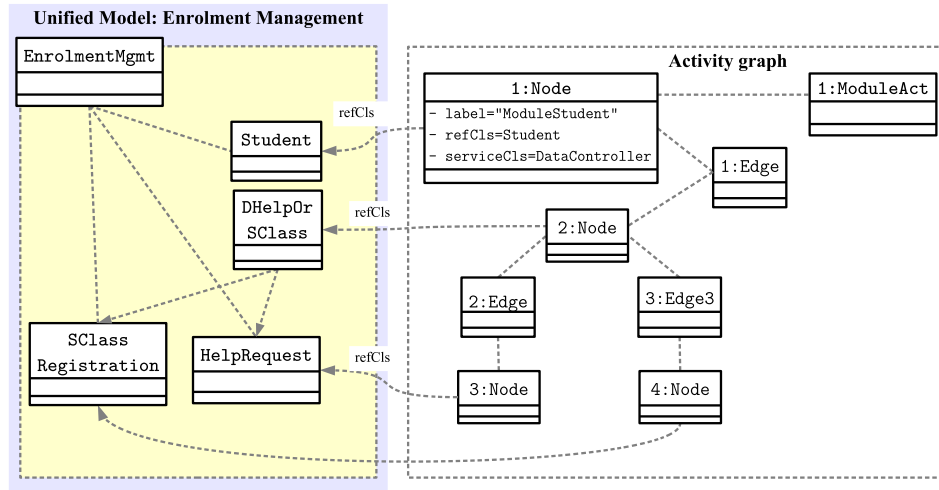 Unified Model: Enrolment Management
EnrolmentMgmt
Student
DHelpOr
SClass
SClass
Registration
HelpRequest
refCls
refCls
refCls
Activity graph
1:Node
- label="ModuleStudent"
- refCls=Student
- serviceCls=DataController
1:ModuleAct
1:Edge
2:Node
2:Edge
3:Edge3
3:Node
4:Node